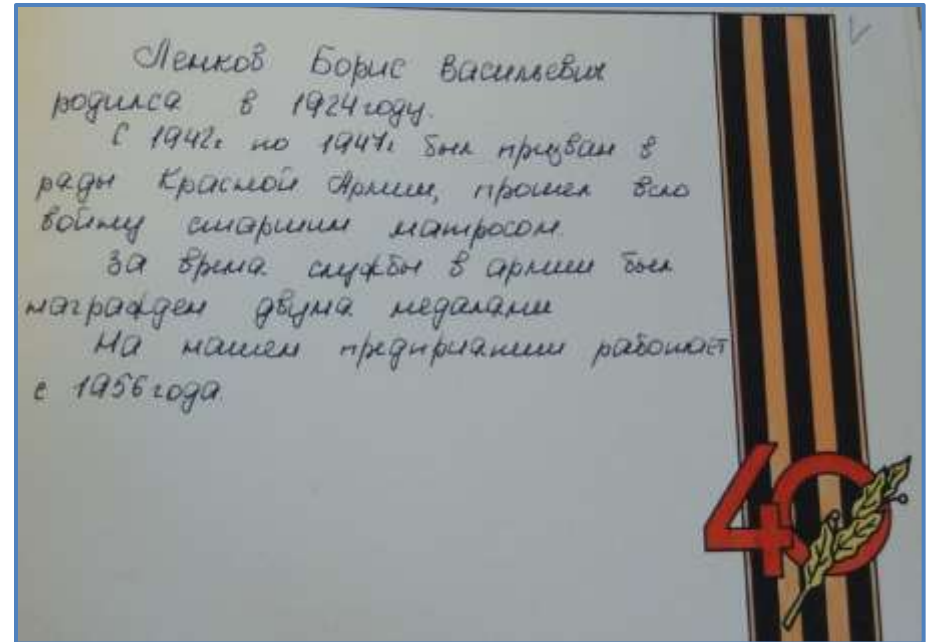 Ленков Борис Васильевич
родился в 1924 году.
С 1942г по 1947г был призван в
ряды Красной Армии, прошел всю
войну старшим матросом.
За время службы в армии был
награжден двумя медалями
На нашем предприятии работает
с 1956 года.
40